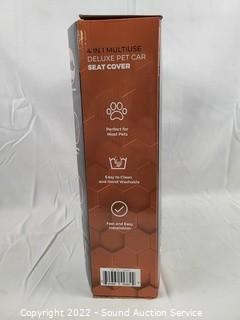 4 IN 1 MULTIUSE
DELUXE PET CAR
SEAT COVER
Perfect for
Most Pets
Easy to Clean
and Hand Washable
Fast and Easy
Installation
Copyright 2022 - Sound Auction Service